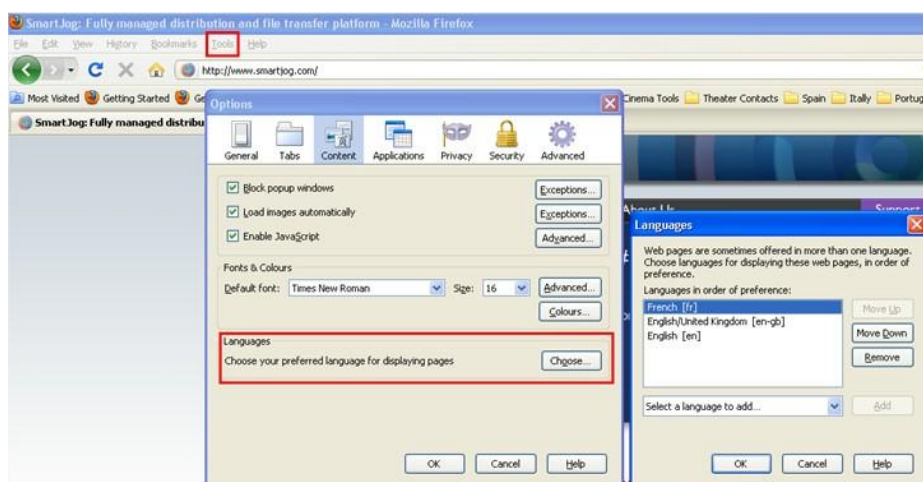 SmartJog: Fully managed distribution and file transfer platform - Mozilla Firefox
File Edit View History Bookmarks Tools Help
http://www.smartjog.com/
Most Visited Getting Started Ge
Cinema Tools Theater Contacts Spain Italy Portug
SmartJog: Fully managed distribu
Options
General Tabs Content Applications Privacy Security Advanced
Block popup windows Exceptions...
Load images automatically Exceptions...
Enable JavaScript Advanced...
Fonts & Colours
Default font: Times New Roman Size: 16 Advanced...
Colours...
Languages
Choose your preferred language for displaying pages Choose...
OK Cancel Help
About Us Support
Languages
Web pages are sometimes offered in more than one language.
Choose languages for displaying these web pages, in order of
preference.
Languages in order of preference:
French [fr] Move Up
English/United Kingdom [en-gb] Move Down
English [en] Remove
Select a language to add... Add
OK Cancel Help